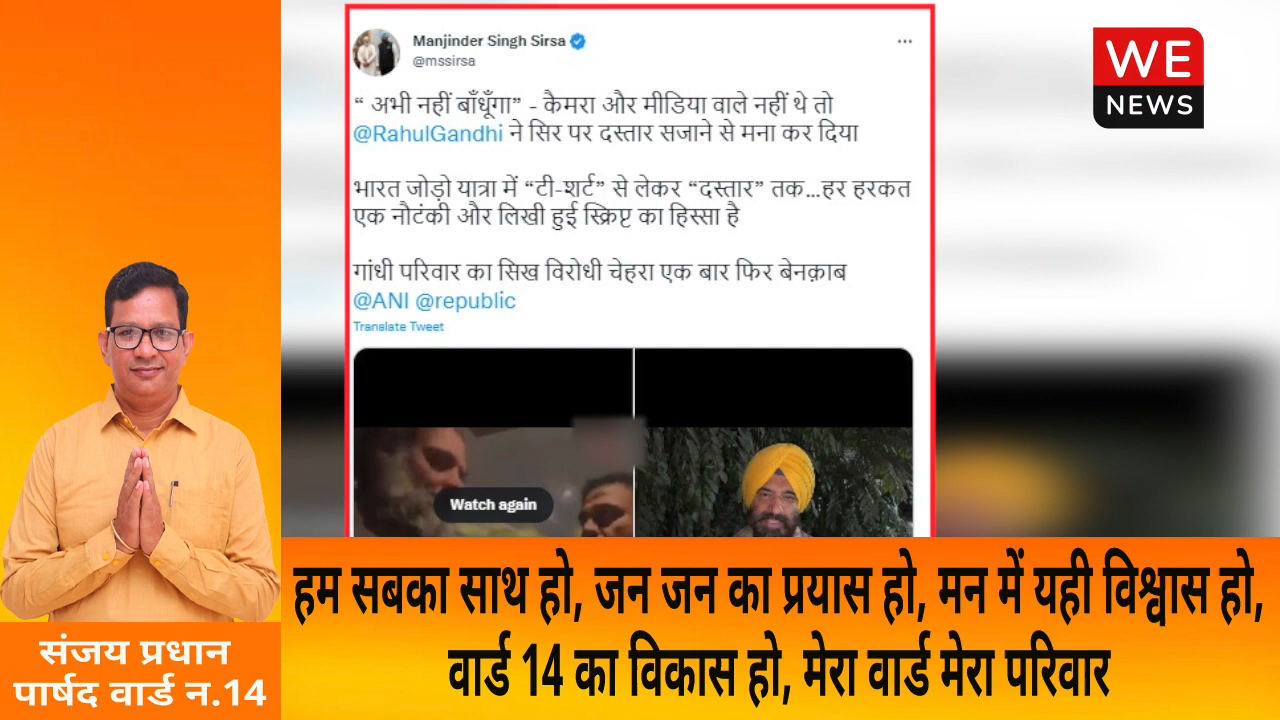 Manjinder Singh Sirsa
@mssirsa
“ अभी नहीं बाँधूँगा” - कैमरा और मीडिया वाले नहीं थे तो
@RahulGandhi ने सिर पर दस्तार सजाने से मना कर दिया
भारत जोड़ो यात्रा में “टी-शर्ट” से लेकर “दस्तार” तक...हर हरकत
एक नौटंकी और लिखी हुई स्क्रिप्ट का हिस्सा है
गांधी परिवार का सिख विरोधी चेहरा एक बार फिर बेनक़ाब
@ANI @republic
Translate Tweet
Watch again
WE
NEWS
संजय प्रधान
पार्षद वार्ड न.14
हम सबका साथ हो, जन जन का प्रयास हो, मन में यही विश्वास हो,
वार्ड 14 का विकास हो, मेरा वार्ड मेरा परिवार